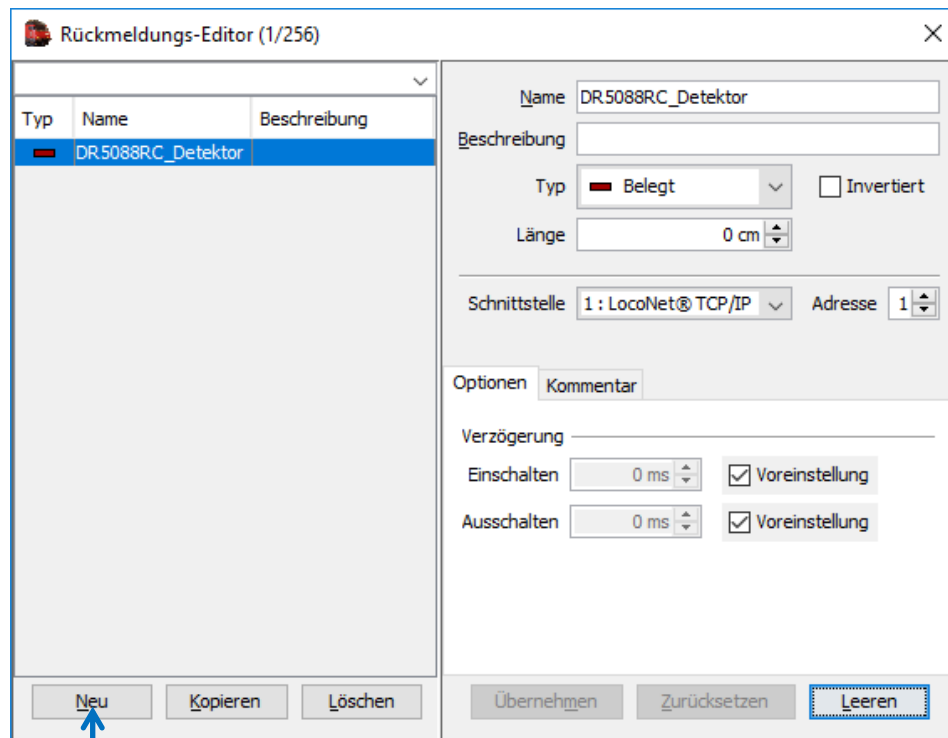 Rückmeldungs-Editor (1/256)
Typ Name Beschreibung
DR5088RC_Detektor
Neu Kopieren Löschen
Name DR5088RC_Detektor
Beschreibung
Typ Belegt Invertiert
Länge 0 cm
Schnittstelle 1 : LocoNet® TCP/IP Adresse 1
Optionen Kommentar
Verzögerung
Einschalten 0 ms Voreinstellung
Ausschalten 0 ms Voreinstellung
Übernehmen Zurücksetzen Leeren